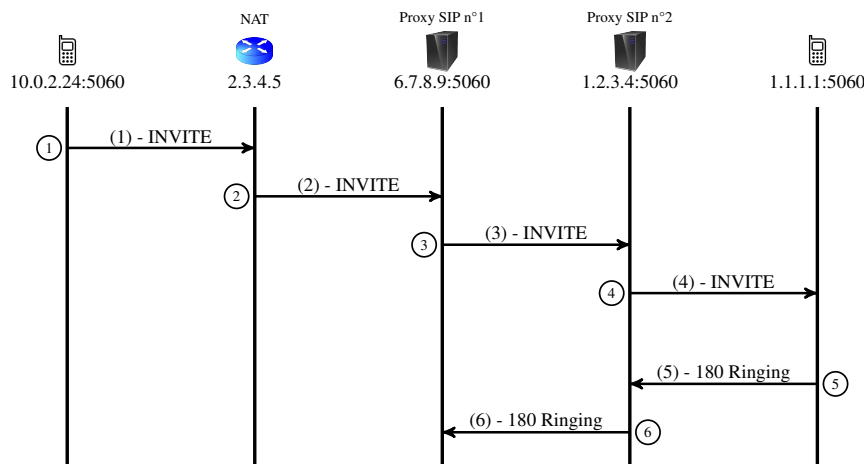 NAT
Proxy SIP n°1
Proxy SIP n°2
10.0.2.24:5060
2.3.4.5
6.7.8.9:5060
1.2.3.4:5060
1.1.1.1:5060
1
(1) - INVITE
2
(2) - INVITE
3
(3) - INVITE
4
(4) - INVITE
(5) - 180 Ringing
5
(6) - 180 Ringing
6